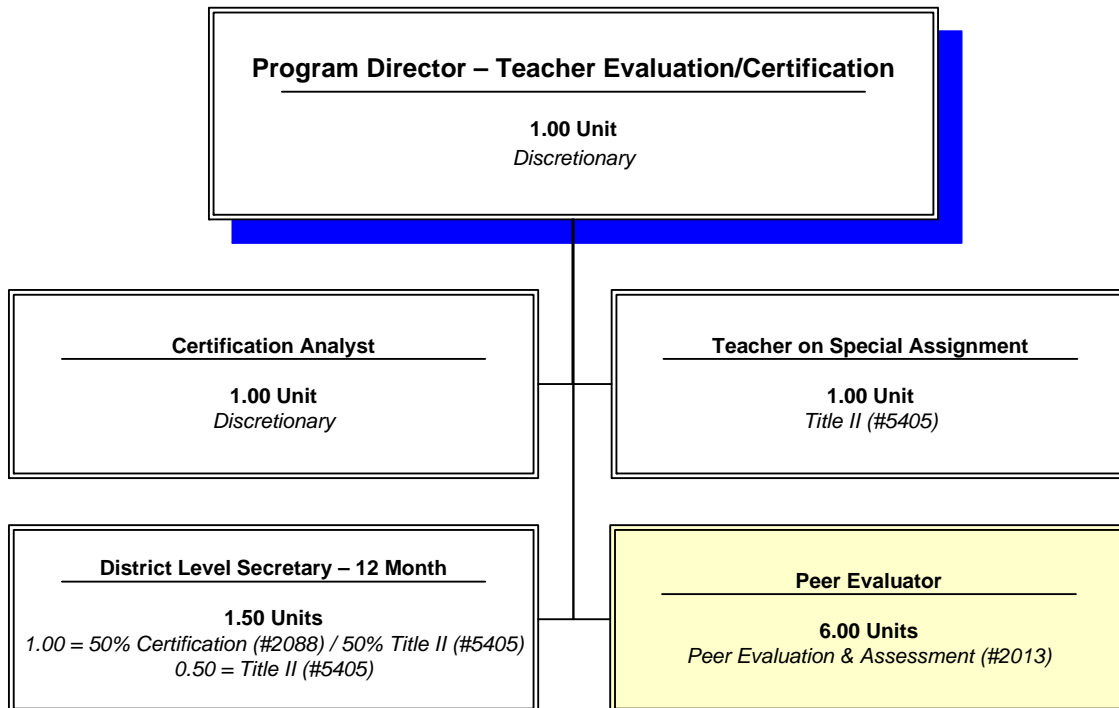 Program Director – Teacher Evaluation/Certification
1.00 Unit
Discretionary
Certification Analyst
1.00 Unit
Discretionary
Teacher on Special Assignment
1.00 Unit
Title II (#5405)
District Level Secretary – 12 Month
1.50 Units
1.00 = 50% Certification (#2088) / 50% Title II (#5405)
0.50 = Title II (#5405)
Peer Evaluator
6.00 Units
Peer Evaluation & Assessment (#2013)